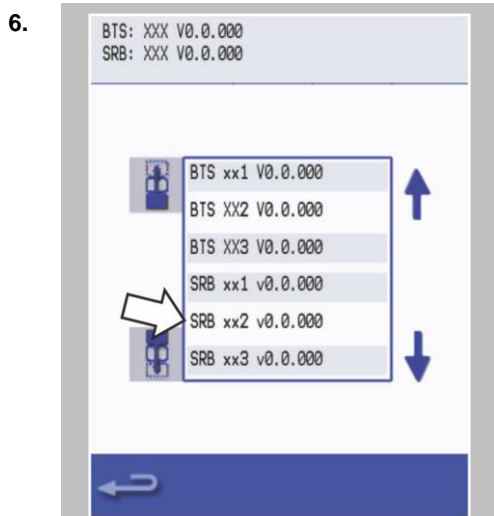 6.
BTS: XXX V0.0.000
SRB: XXX V0.0.000
BTS xx1 V0.0.000
BTS XX2 V0.0.000
BTS XX3 V0.0.000
SRB xx1 v0.0.000
SRB xx2 v0.0.000
SRB xx3 v0.0.000